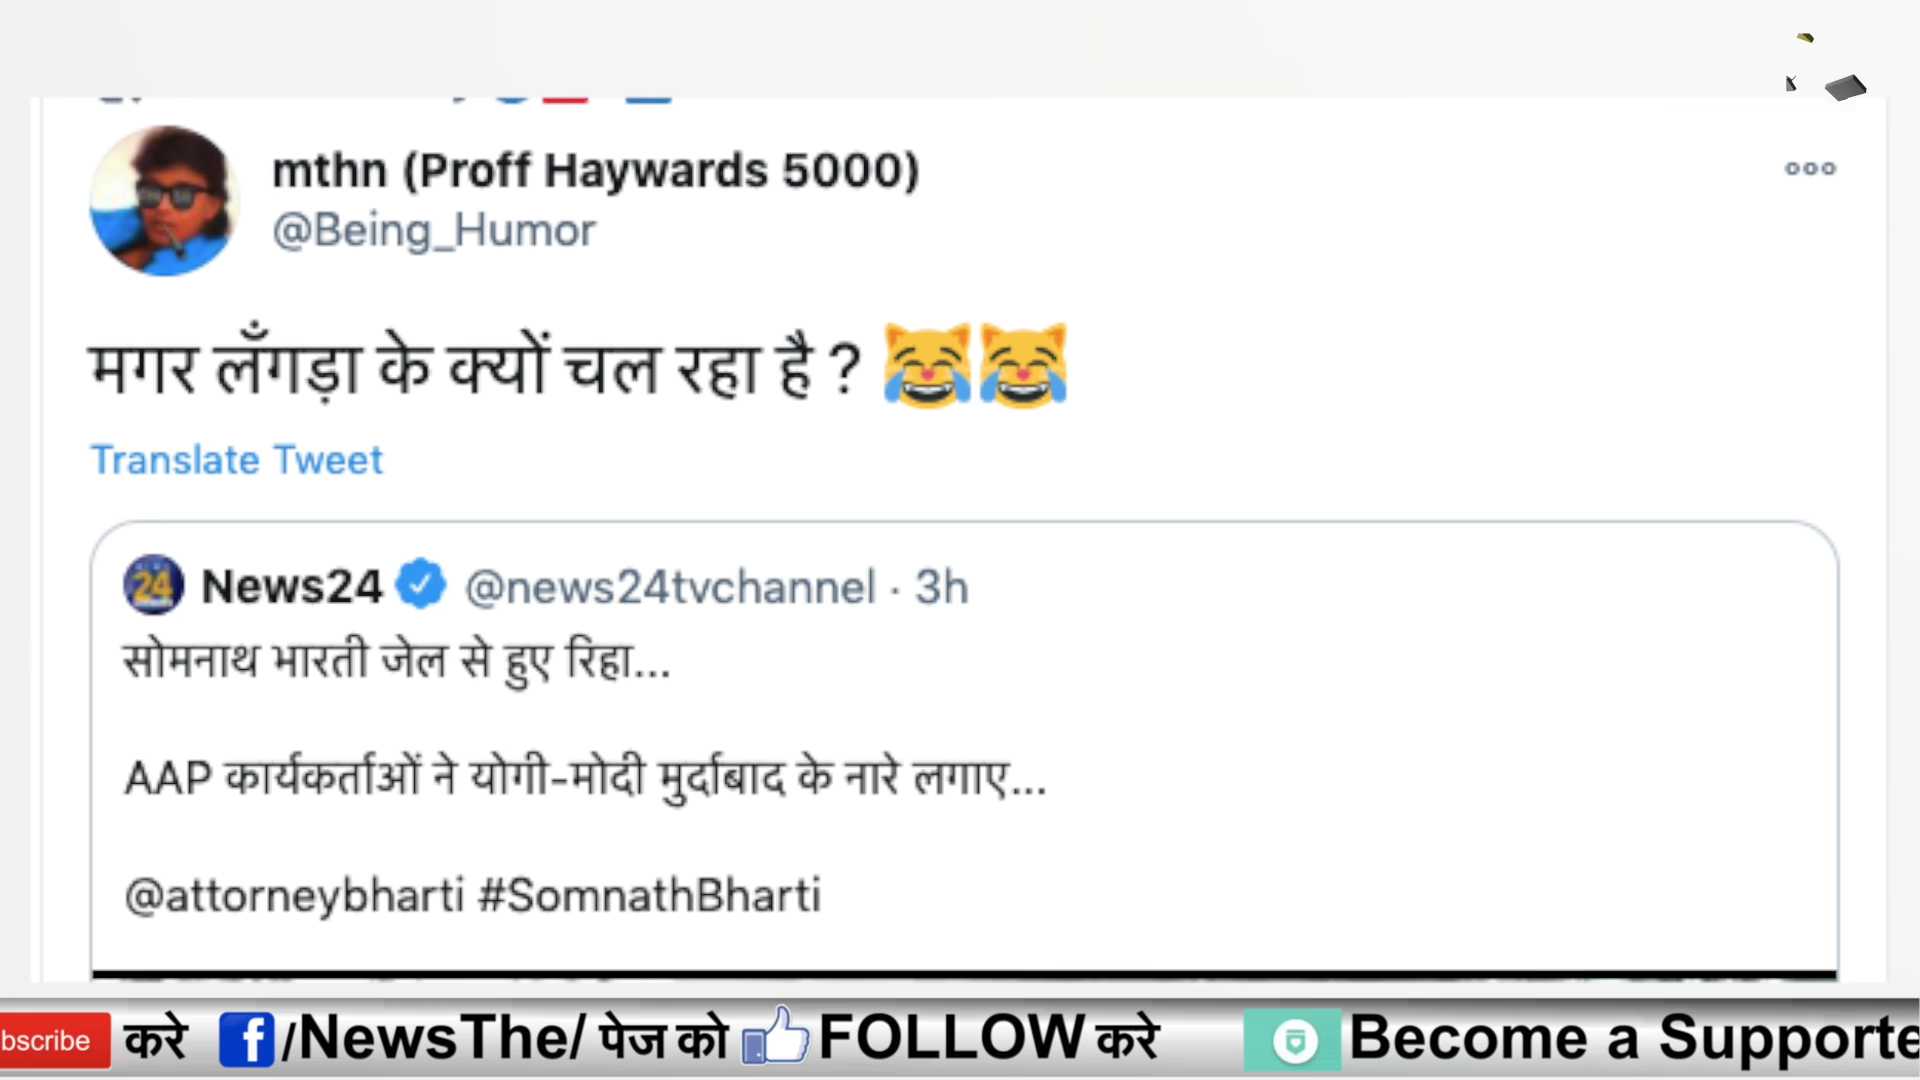 mthn (Proff Haywards 5000)
@Being_Humor
मगर लँगड़ा के क्यों चल रहा है ? 😹😹
Translate Tweet
24 News24 @news24tvchannel · 3h
सोमनाथ भारती जेल से हुए रिहा...
AAP कार्यकर्ताओं ने योगी-मोदी मुर्दाबाद के नारे लगाए...
@attorneybharti #SomnathBharti
bscribe करे f/NewsThe/ पेज को FOLLOW करे Become a Supporte